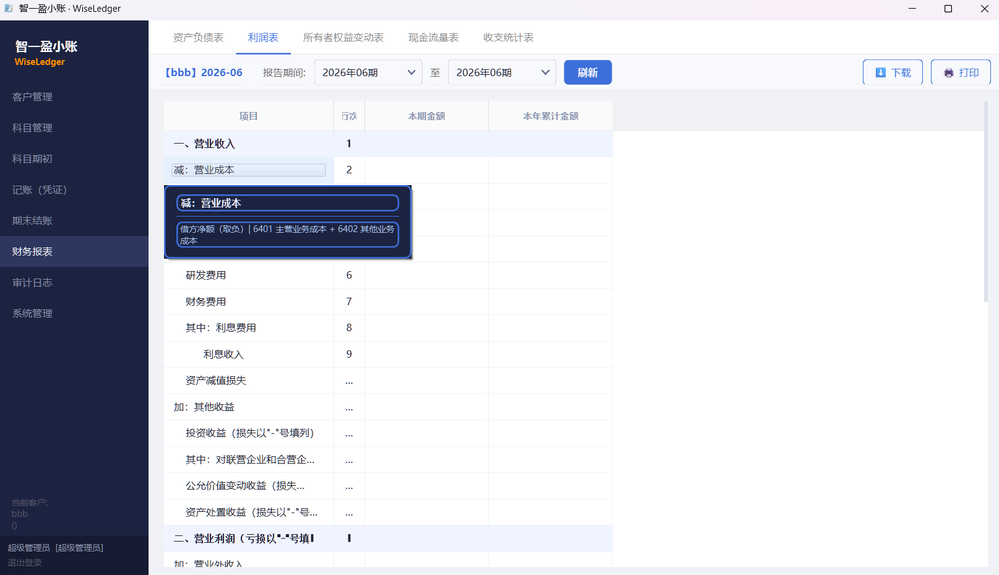 智一盈小账 · WiseLedger
智一盈小账
WiseLedger
客户管理
科目管理
科目期初
记账（凭证）
期末结账
财务报表
审计日志
系统管理
当前客户:
bbb
()
超级管理员 [超级管理员]
退出登录
资产负债表 利润表 所有者权益变动表 现金流量表 收支统计表
【bbb】2026-06 报告期间: 2026年06期 至 2026年06期 刷新 下载 打印
项目 行次 本期金额 本年累计金额
一、营业收入 1
减：营业成本 2
减：营业成本
借方净额（取负）| 6401 主营业务成本 + 6402 其他业务
成本
研发费用 6
财务费用 7
其中：利息费用 8
利息收入 9
资产减值损失 ...
加：其他收益 ...
投资收益（损失以"-"号填列） ...
其中：对联营企业和合营企... ...
公允价值变动收益（损失... ...
资产处置收益（损失以"-"号... ...
二、营业利润（亏损以"-"号填
加：营业外收入